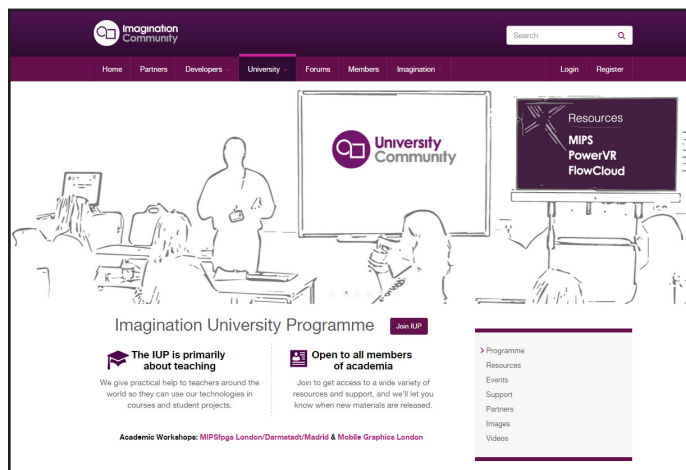 Imagination
Community
Search
Home Partners Developers University Forums Members Imagination Login Register
University
Community
Resources
MIPS
PowerVR
FlowCloud
Imagination University Programme Join IUP
The IUP is primarily
about teaching
We give practical help to teachers around the
world so they can use our technologies in
courses and student projects.
Open to all members
of academia
Join to get access to a wide variety of
resources and support, and we'll let you
know when new materials are released.
Academic Workshops: MIPSfpga London/Darmstadt/Madrid & Mobile Graphics London
Programme
Resources
Events
Support
Partners
Images
Videos